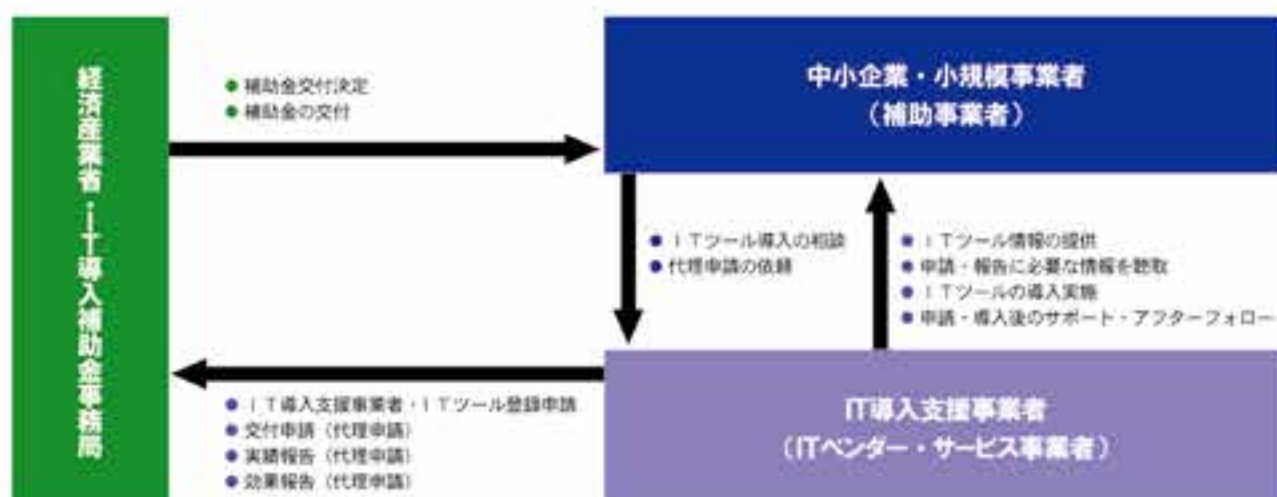 経済産業省・IT導入補助金事務局
● 補助金交付決定
● 補助金の交付
中小企業・小規模事業者
(補助事業者)
● ITツール導入の相談
● 代理申請の依頼
● ITツール情報の提供
● 申請・報告に必要な情報を聴取
● ITツールの導入実施
● 申請・導入後のサポート・アフターフォロー
● IT導入支援事業者・ITツール登録申請
● 交付申請(代理申請)
● 実績報告(代理申請)
● 効果報告(代理申請)
IT導入支援事業者
(ITベンダー・サービス事業者)